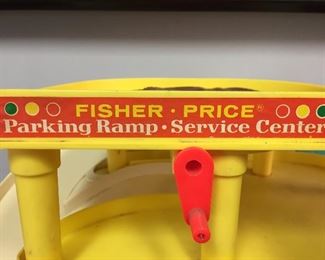 FISHER · PRICE®
Parking Ramp · Service Center